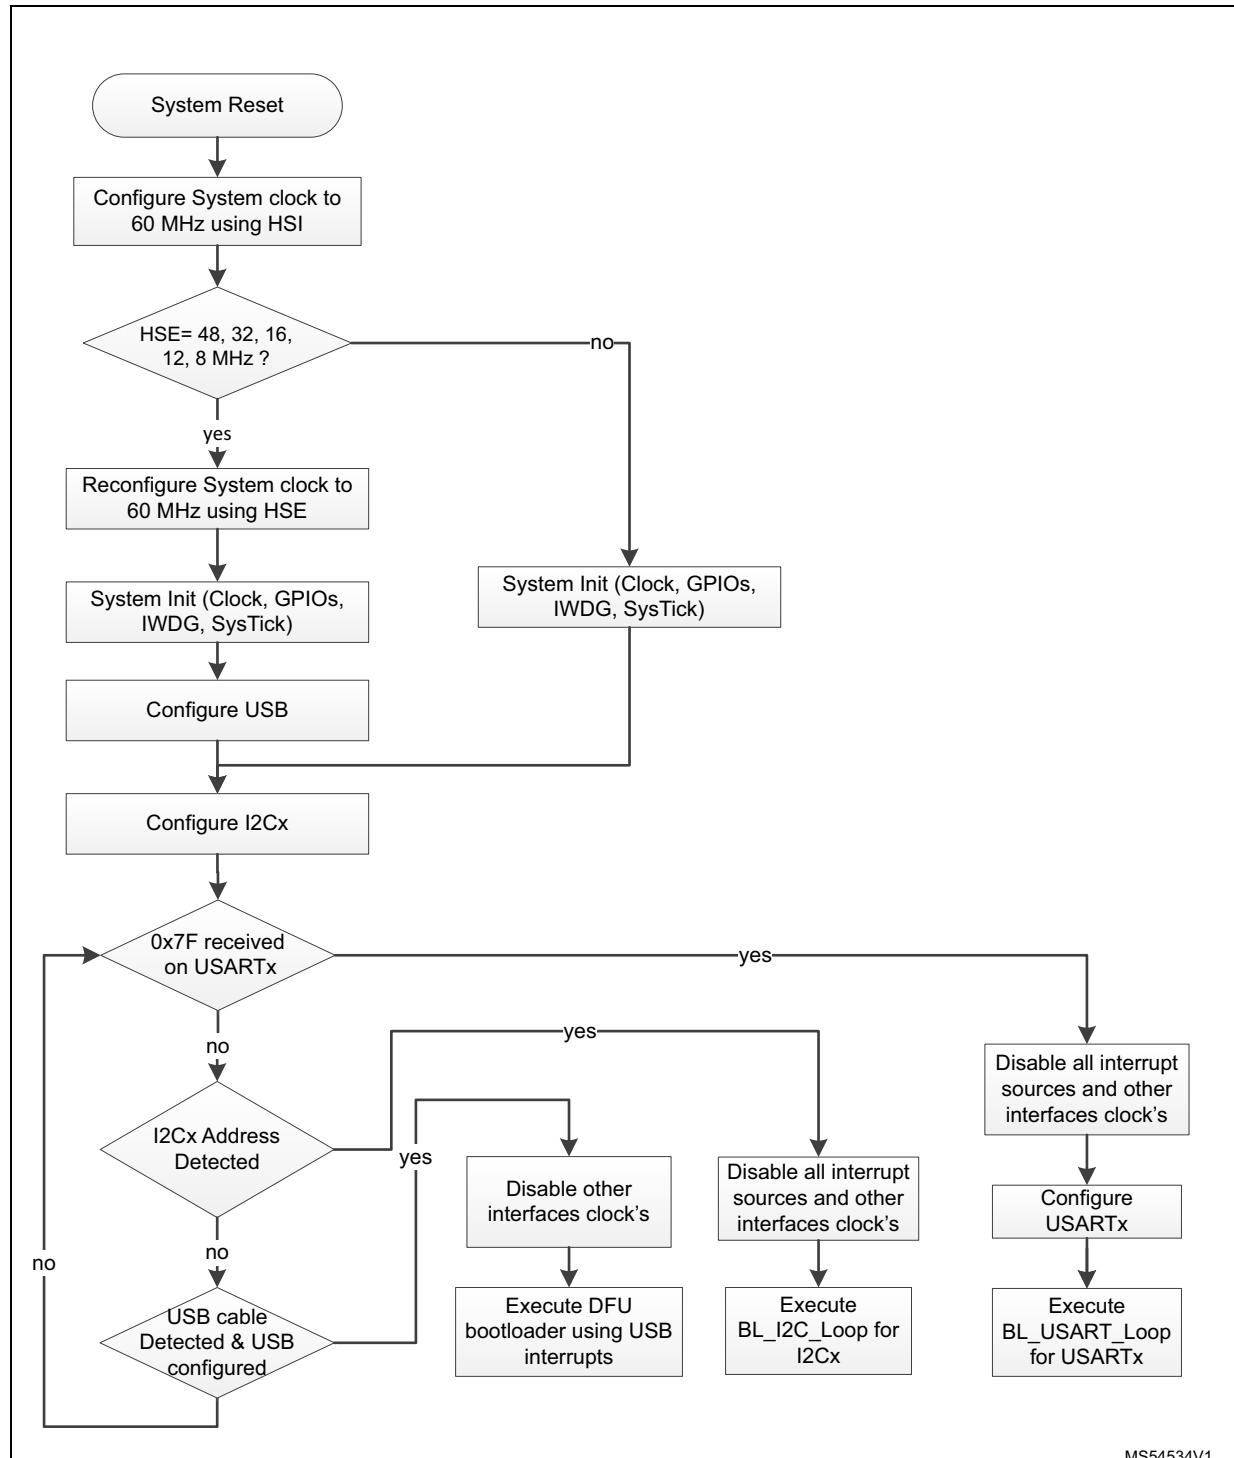 System Reset
Configure System clock to
60 MHz using HSI
HSE= 48, 32, 16,
12, 8 MHz ?
no
yes
Reconfigure System clock to
60 MHz using HSE
System Init (Clock, GPIOs,
IWDG, SysTick)
System Init (Clock, GPIOs,
IWDG, SysTick)
Configure USB
Configure I2Cx
0x7F received
on USARTx
yes
no
yes
Disable all interrupt
sources and other
interfaces clock's
I2Cx Address
Detected
yes
Disable other
interfaces clock's
Disable all interrupt
sources and other
interfaces clock's
Configure
USARTx
no
no
USB cable
Detected & USB
configured
Execute DFU
bootloader using USB
interrupts
Execute
BL_I2C_Loop for
I2Cx
Execute
BL_USART_Loop
for USARTx
MS54534V1